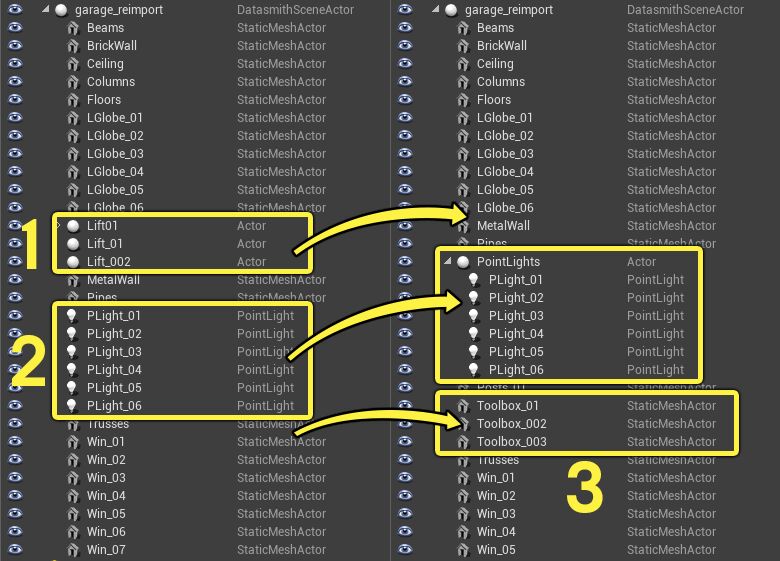 garage_reimport DatasmithSceneActor
Beams StaticMeshActor
BrickWall StaticMeshActor
Ceiling StaticMeshActor
Columns StaticMeshActor
Floors StaticMeshActor
LGlobe_01 StaticMeshActor
LGlobe_02 StaticMeshActor
LGlobe_03 StaticMeshActor
LGlobe_04 StaticMeshActor
LGlobe_05 StaticMeshActor
LGlobe_06 StaticMeshActor
1
Lift01 Actor
Lift_01 Actor
Lift_002 Actor
MetalWall StaticMeshActor
Pipes StaticMeshActor
2
PLight_01 PointLight
PLight_02 PointLight
PLight_03 PointLight
PLight_04 PointLight
PLight_05 PointLight
PLight_06 PointLight
Trusses StaticMeshActor
Win_01 StaticMeshActor
Win_02 StaticMeshActor
Win_03 StaticMeshActor
Win_04 StaticMeshActor
Win_05 StaticMeshActor
Win_06 StaticMeshActor
Win_07 StaticMeshActor
garage_reimport DatasmithSceneActor
Beams StaticMeshActor
BrickWall StaticMeshActor
Ceiling StaticMeshActor
Columns StaticMeshActor
Floors StaticMeshActor
LGlobe_01 StaticMeshActor
LGlobe_02 StaticMeshActor
LGlobe_03 StaticMeshActor
LGlobe_04 StaticMeshActor
LGlobe_05 StaticMeshActor
LGlobe_06 StaticMeshActor
MetalWall StaticMeshActor
Pipes StaticMeshActor
PointLights Actor
PLight_01 PointLight
PLight_02 PointLight
PLight_03 PointLight
PLight_04 PointLight
PLight_05 PointLight
PLight_06 PointLight
Posts_01 StaticMeshActor
Toolbox_01 StaticMeshActor
Toolbox_002 StaticMeshActor
Toolbox_003 StaticMeshActor
Trusses StaticMeshActor
3
Win_01 StaticMeshActor
Win_02 StaticMeshActor
Win_03 StaticMeshActor
Win_04 StaticMeshActor
Win_05 StaticMeshActor